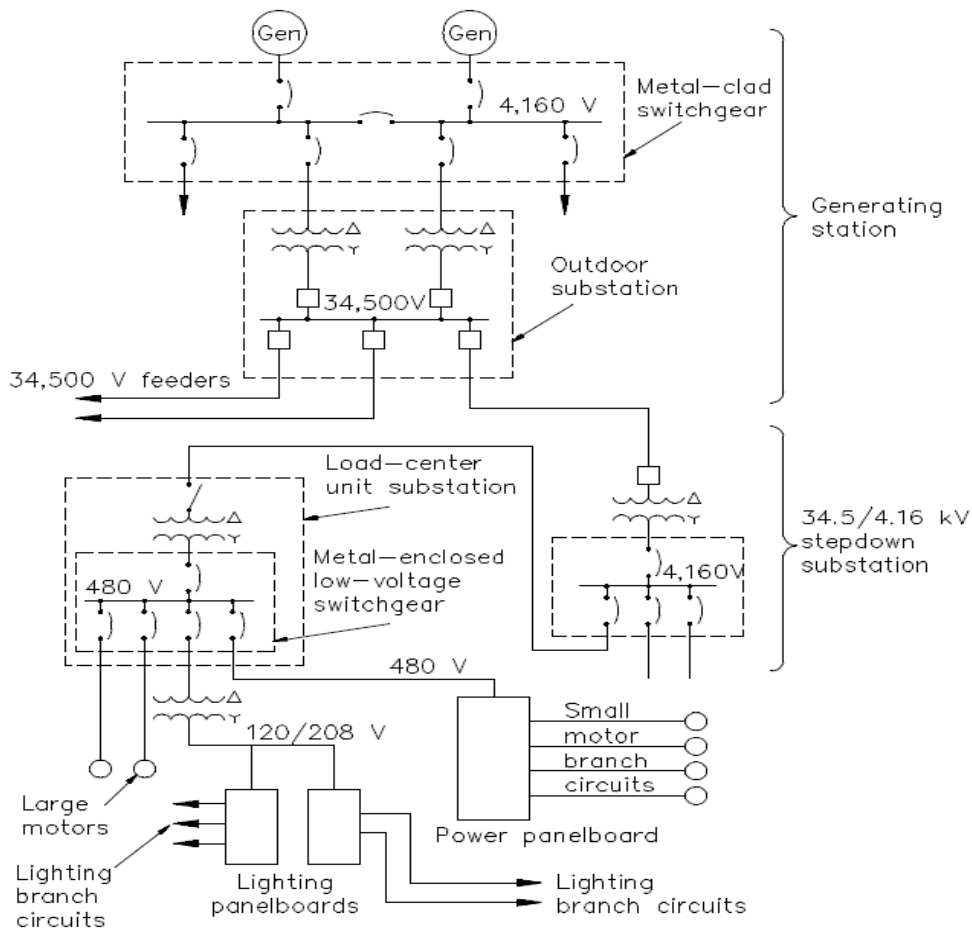 Gen
Gen
Metal-clad
switchgear
4,160 V
Generating
station
Δ
Y
Δ
Y
Outdoor
substation
34,500V
34,500 V feeders
Load-center
unit substation
Δ
Y
34.5/4.16 kV
stepdown
substation
Δ
Y
Metal-enclosed
low-voltage
switchgear
4,160V
480 V
480 V
Δ
Y
120/208 V
Small
motor
branch
circuits
Large
motors
Power panelboard
Lighting
branch
circuits
Lighting
panelboards
Lighting
branch circuits